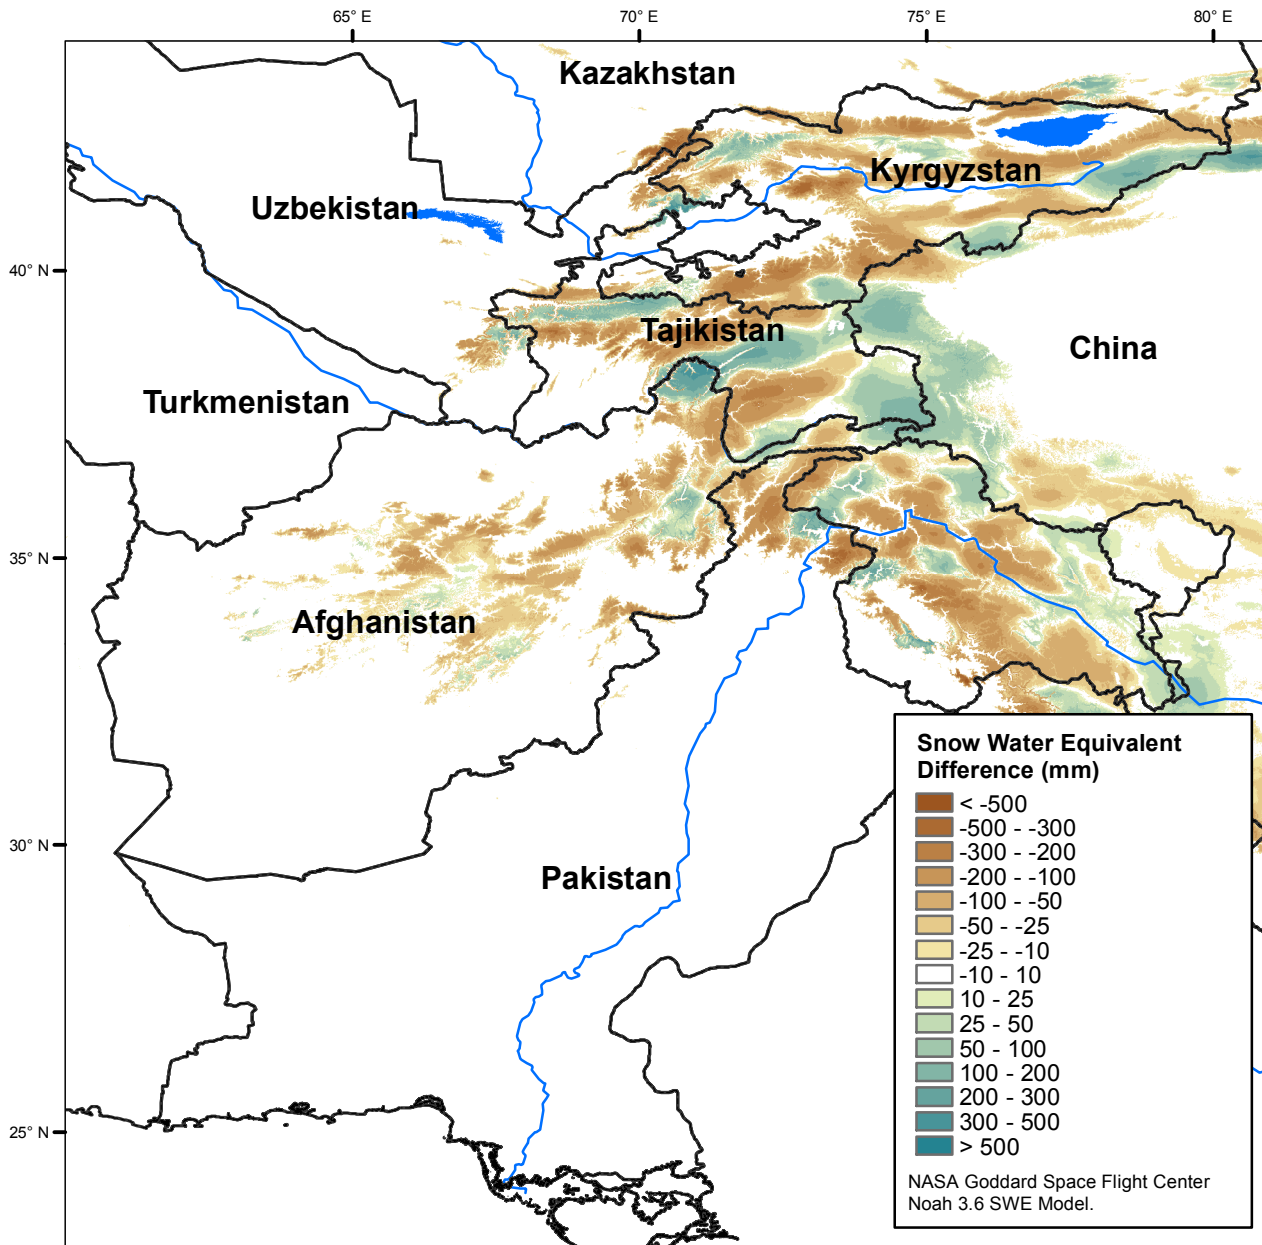 65° E
70° E
75° E
80° E
Kazakhstan
Kyrgyzstan
Uzbekistan
40° N
Tajikistan
China
Turkmenistan
35° N
Afghanistan
30° N
Pakistan
25° N
Snow Water Equivalent
Difference (mm)
< -500
-500 - -300
-300 - -200
-200 - -100
-100 - -50
-50 - -25
-25 - -10
-10 - 10
10 - 25
25 - 50
50 - 100
100 - 200
200 - 300
300 - 500
> 500
NASA Goddard Space Flight Center
Noah 3.6 SWE Model.